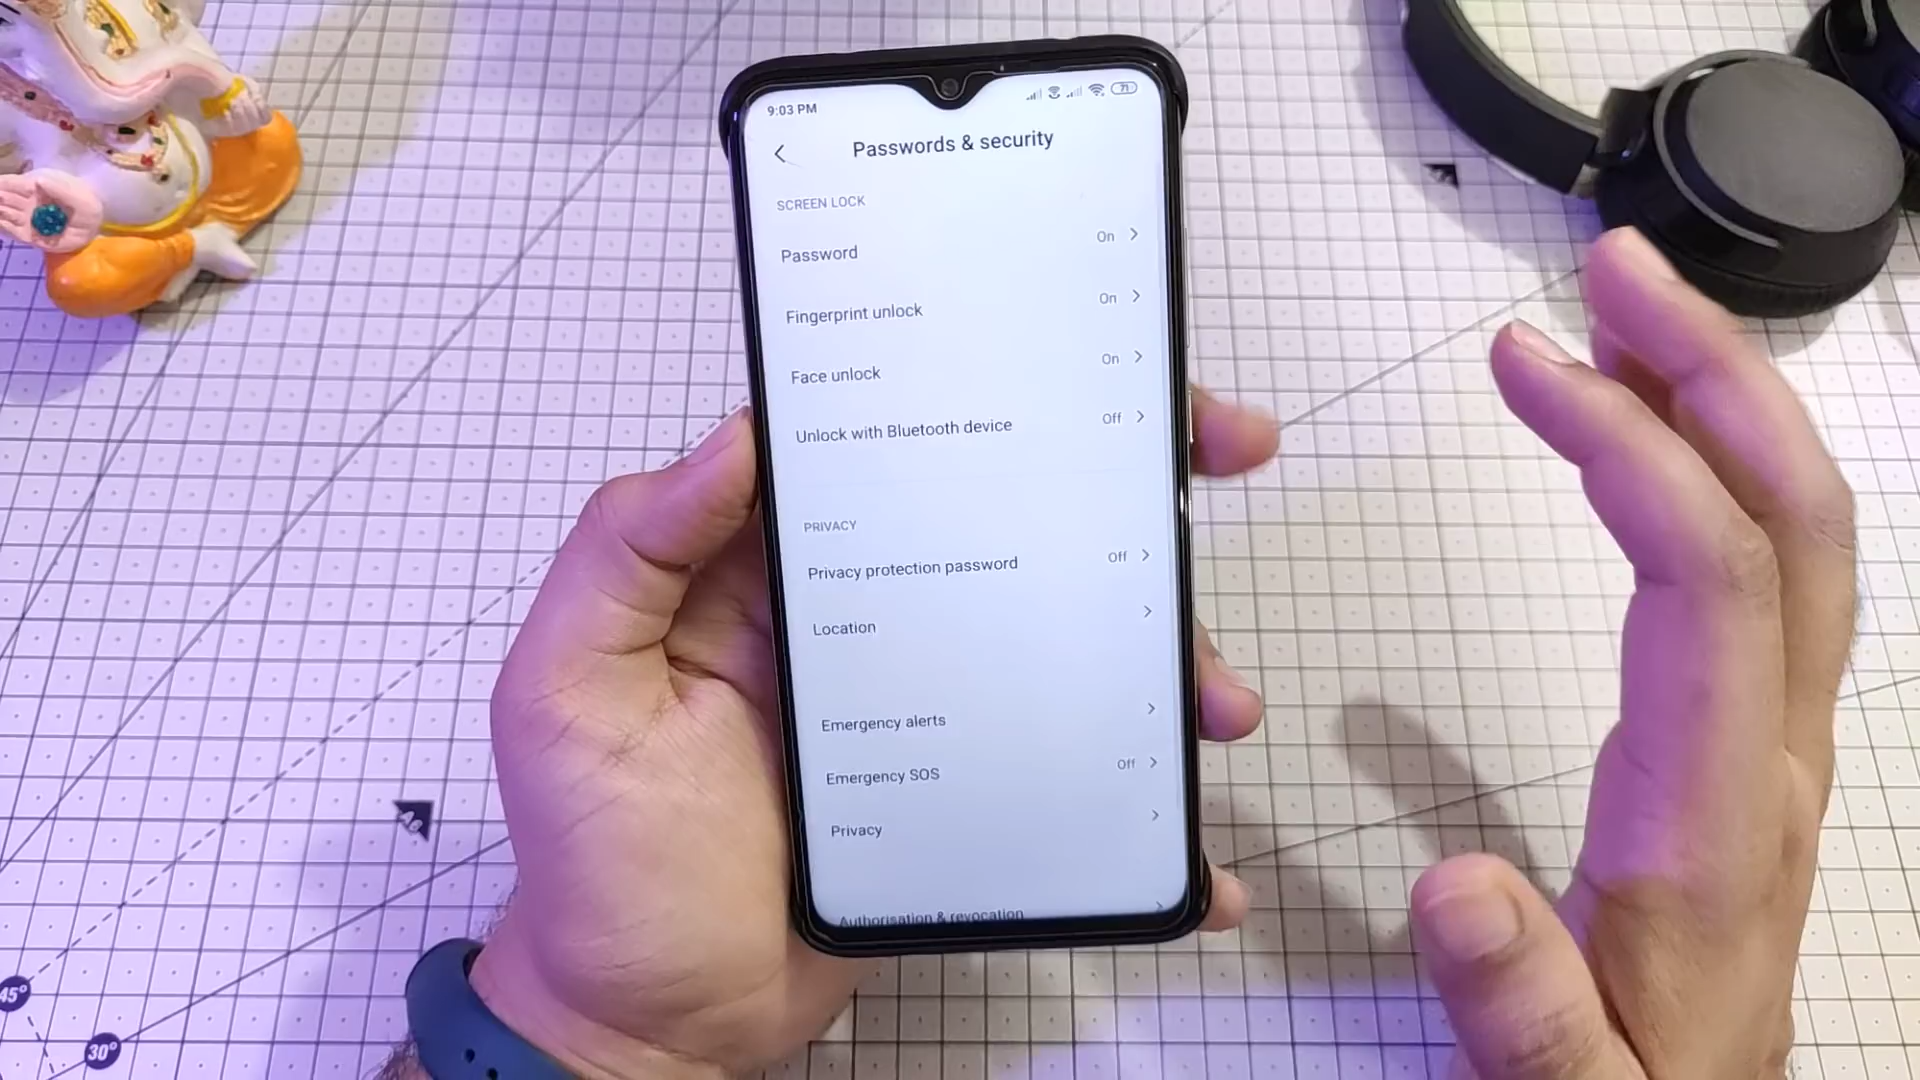 9:03 PM
71
Passwords & security
SCREEN LOCK
Password On
Fingerprint unlock On
Face unlock On
Unlock with Bluetooth device Off
PRIVACY
Privacy protection password Off
Location
Emergency alerts
Emergency SOS Off
Privacy
Authorisation & revocation
45°
30°